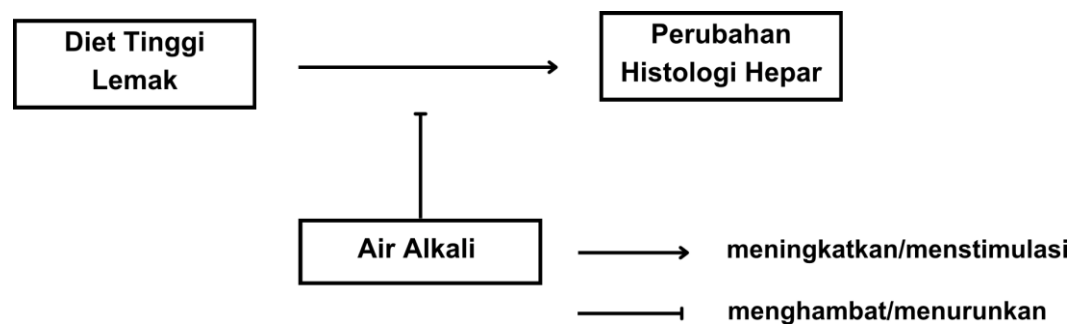 Diet Tinggi
Lemak
Perubahan
Histologi Hepar
Air Alkali
meningkatkan/menstimulasi
menghambat/menurunkan